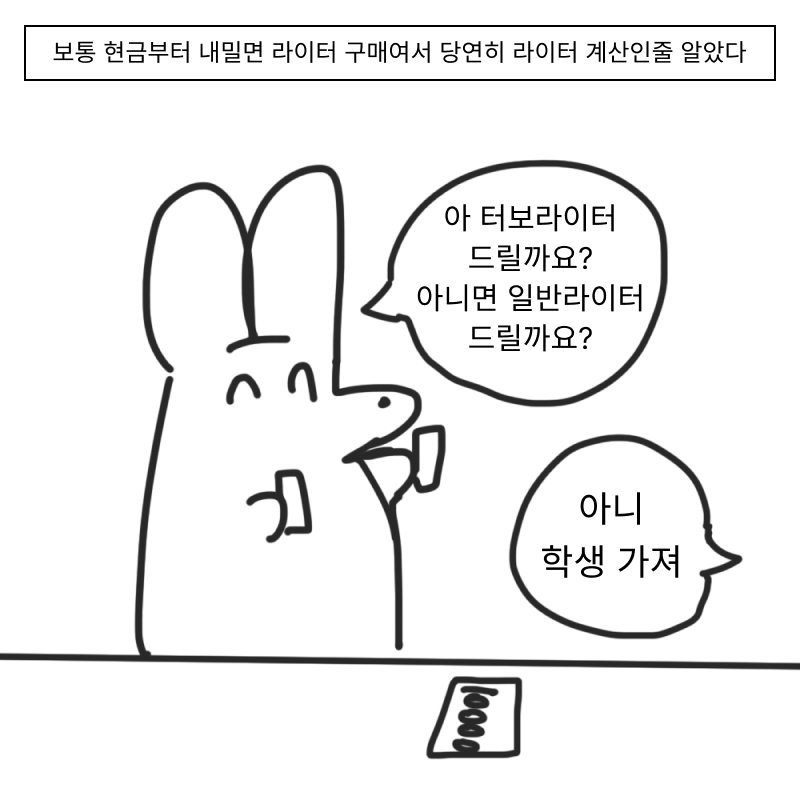 보통 현금부터 내밀면 라이터 구매여서 당연히 라이터 계산인줄 알았다
아 터보라이터
드릴까요?
아니면 일반라이터
드릴까요?
아니
학생 가져
10000